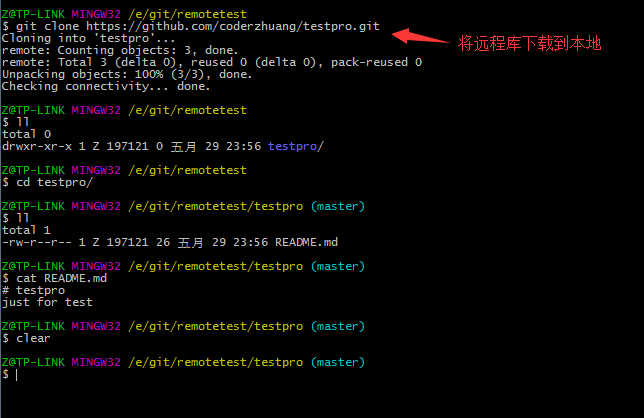 Z@TP-LINK MINGW32 /e/git/remotetest
$ git clone https://github.com/coderzhuang/testpro.git
Cloning into 'testpro'...
将远程库下载到本地
remote: Counting objects: 3, done.
remote: Total 3 (delta 0), reused 0 (delta 0), pack-reused 0
Unpacking objects: 100% (3/3), done.
Checking connectivity... done.
Z@TP-LINK MINGW32 /e/git/remotetest
$ ll
total 0
drwxr-xr-x 1 Z 197121 0 五月 29 23:56 testpro/
Z@TP-LINK MINGW32 /e/git/remotetest
$ cd testpro/
Z@TP-LINK MINGW32 /e/git/remotetest/testpro (master)
$ ll
total 1
-rw-r--r-- 1 Z 197121 26 五月 29 23:56 README.md
Z@TP-LINK MINGW32 /e/git/remotetest/testpro (master)
$ cat README.md
# testpro
just for test
Z@TP-LINK MINGW32 /e/git/remotetest/testpro (master)
$ clear
Z@TP-LINK MINGW32 /e/git/remotetest/testpro (master)
$